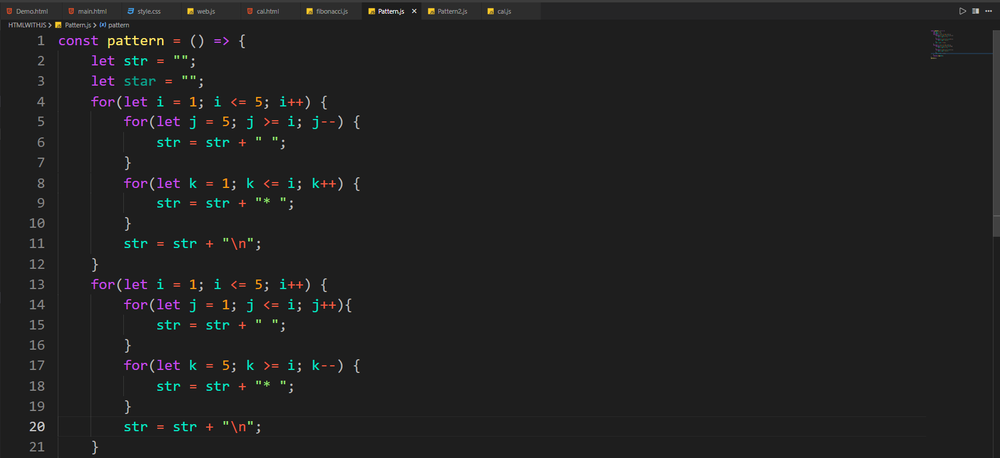 Demo.html main.html style.css web.js cal.html fibonacci.js Pattern.js Pattern2.js cal.js
HTMLWITHJS > Pattern.js > pattern
1 const pattern = () => {
2     let str = "";
3     let star = "";
4     for(let i = 1; i <= 5; i++) {
5         for(let j = 5; j >= i; j--) {
6             str = str + " ";
7         }
8         for(let k = 1; k <= i; k++) {
9             str = str + "* ";
10         }
11         str = str + "\n";
12     }
13     for(let i = 1; i <= 5; i++) {
14         for(let j = 1; j <= i; j++){
15             str = str + " ";
16         }
17         for(let k = 5; k >= i; k--) {
18             str = str + "* ";
19         }
20         str = str + "\n";
21     }